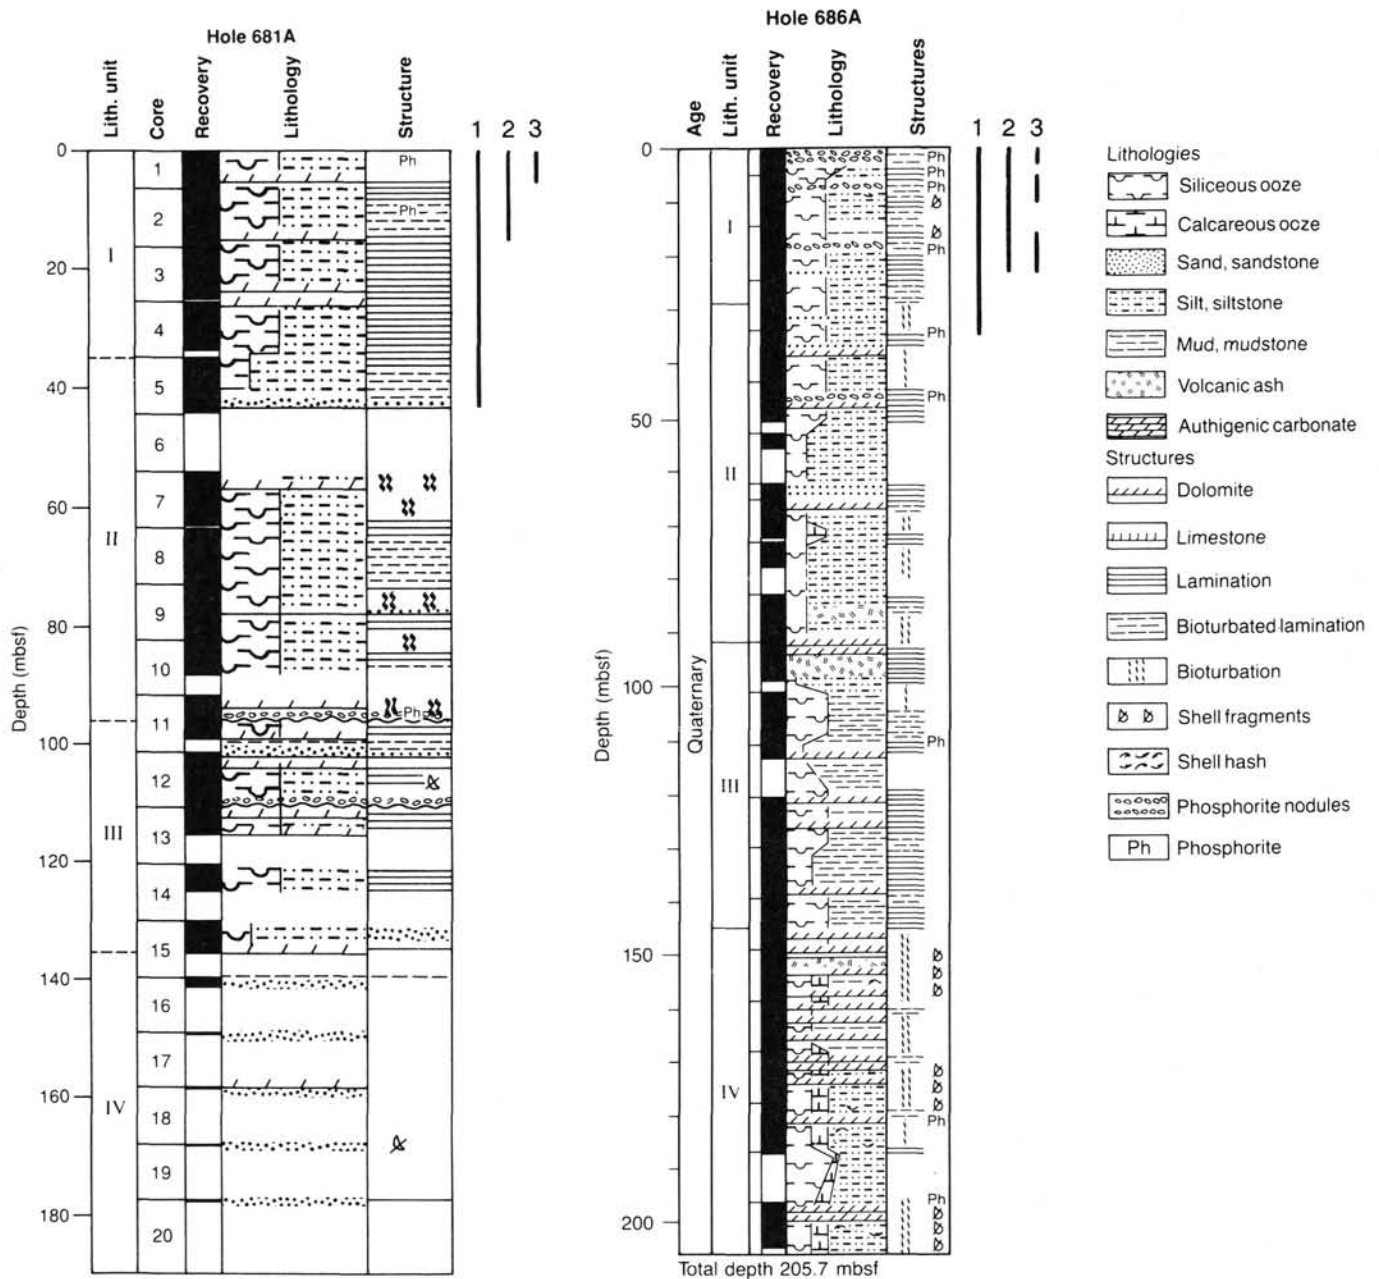 Hole 681A
Lith. unit
Core
Recovery
Lithology
Structure
1 2 3
Depth (mbsf)
0
20
40
60
80
100
120
140
160
180
I
II
III
IV
1
2
3
4
5
6
7
8
9
10
11
12
13
14
15
16
17
18
19
20
Ph
Ph
Ph
Hole 686A
Age
Lith. unit
Recovery
Lithology
Structures
1 2 3
Depth (mbsf)
0
50
100
150
200
Quaternary
I
II
III
IV
Ph
Ph
Ph
Ph
Ph
Ph
Ph
Ph
Ph
Total depth 205.7 mbsf
Lithologies
Siliceous ooze
Calcareous ooze
Sand, sandstone
Silt, siltstone
Mud, mudstone
Volcanic ash
Authigenic carbonate
Structures
Dolomite
Limestone
Lamination
Bioturbated lamination
Bioturbation
Shell fragments
Shell hash
Phosphorite nodules
Ph Phosphorite